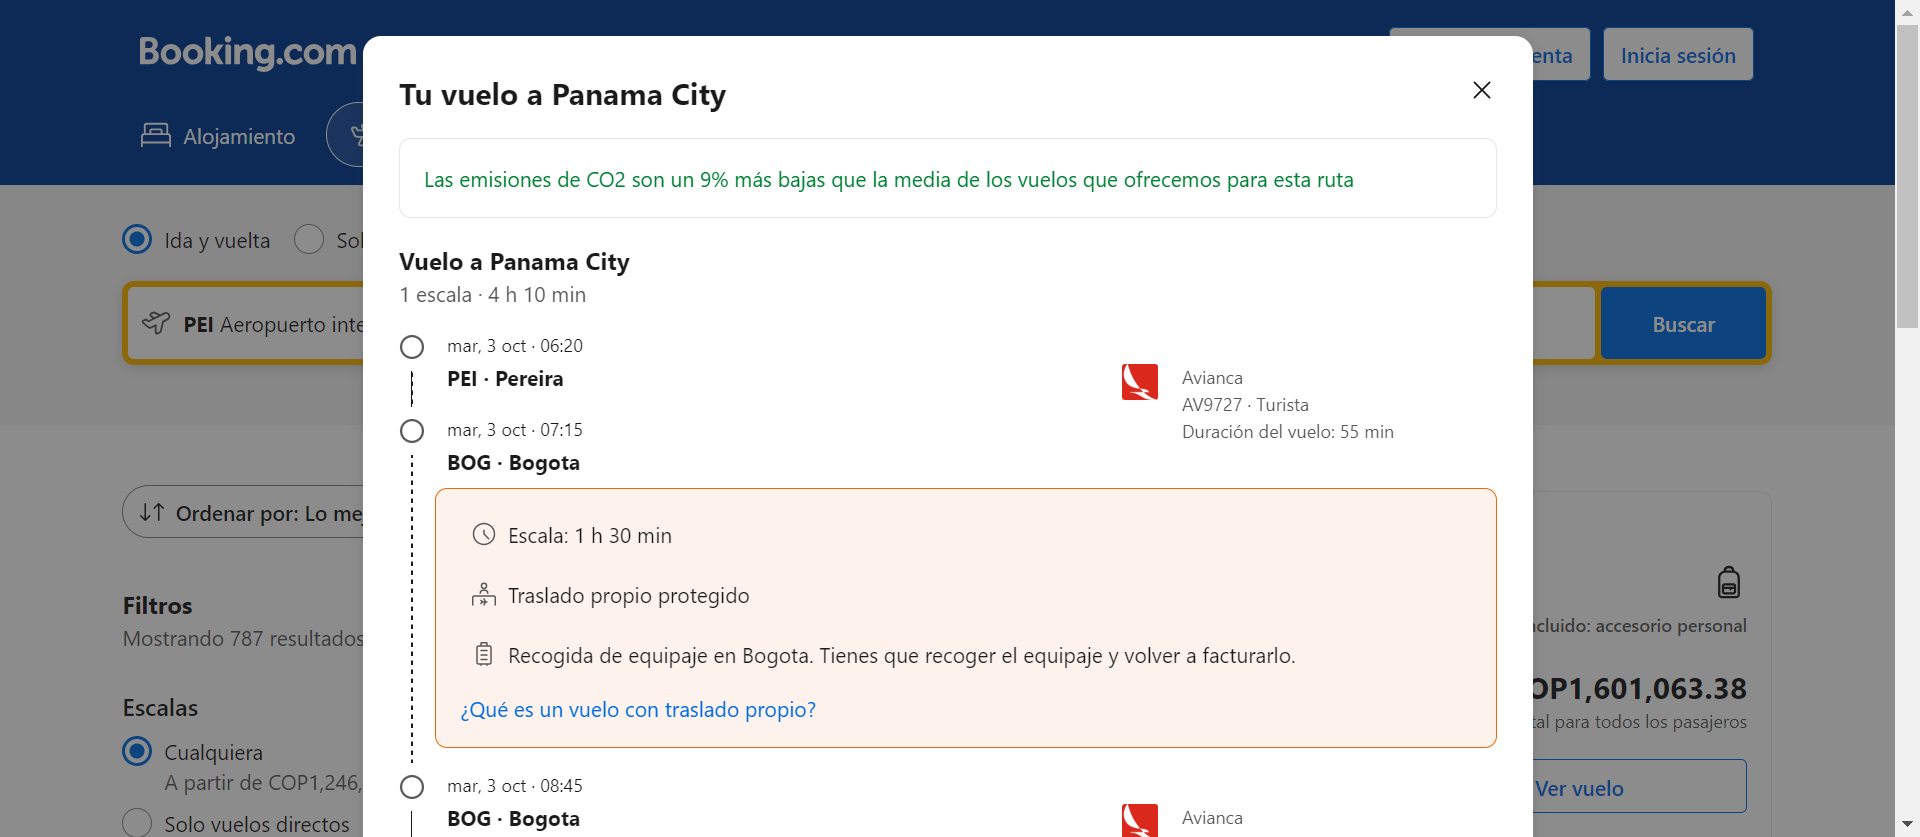 Booking.com
enta
Inicia sesión
Alojamiento
Tu vuelo a Panama City
Las emisiones de CO2 son un 9% más bajas que la media de los vuelos que ofrecemos para esta ruta
Ida y vuelta
Sol
PEI Aeropuerto inte
Buscar
Vuelo a Panama City
1 escala · 4 h 10 min
mar, 3 oct · 06:20
PEI · Pereira
Avianca
AV9727 · Turista
Duración del vuelo: 55 min
mar, 3 oct · 07:15
BOG · Bogota
Escala: 1 h 30 min
Traslado propio protegido
Recogida de equipaje en Bogota. Tienes que recoger el equipaje y volver a facturarlo.
¿Qué es un vuelo con traslado propio?
mar, 3 oct · 08:45
BOG · Bogota
Avianca
Ordenar por: Lo mej
Filtros
Mostrando 787 resultados
Escalas
Cualquiera
A partir de COP1,246,
Solo vuelos directos
ncluido: accesorio personal
OP1,601,063.38
tal para todos los pasajeros
Ver vuelo